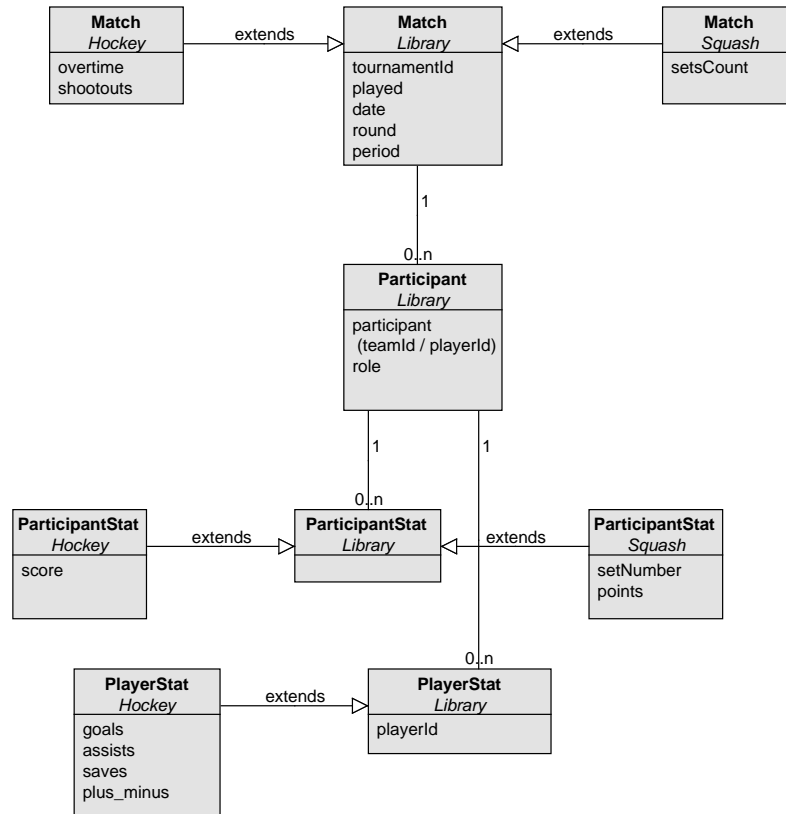 Match
Hockey
overtime
shootouts
extends
Match
Library
tournamentId
played
date
round
period
extends
Match
Squash
setsCount
1
0..n
Participant
Library
participant
(teamId / playerId)
role
1
1
0..n
ParticipantStat
Hockey
score
extends
ParticipantStat
Library
extends
ParticipantStat
Squash
setNumber
points
0..n
PlayerStat
Hockey
goals
assists
saves
plus_minus
extends
PlayerStat
Library
playerId